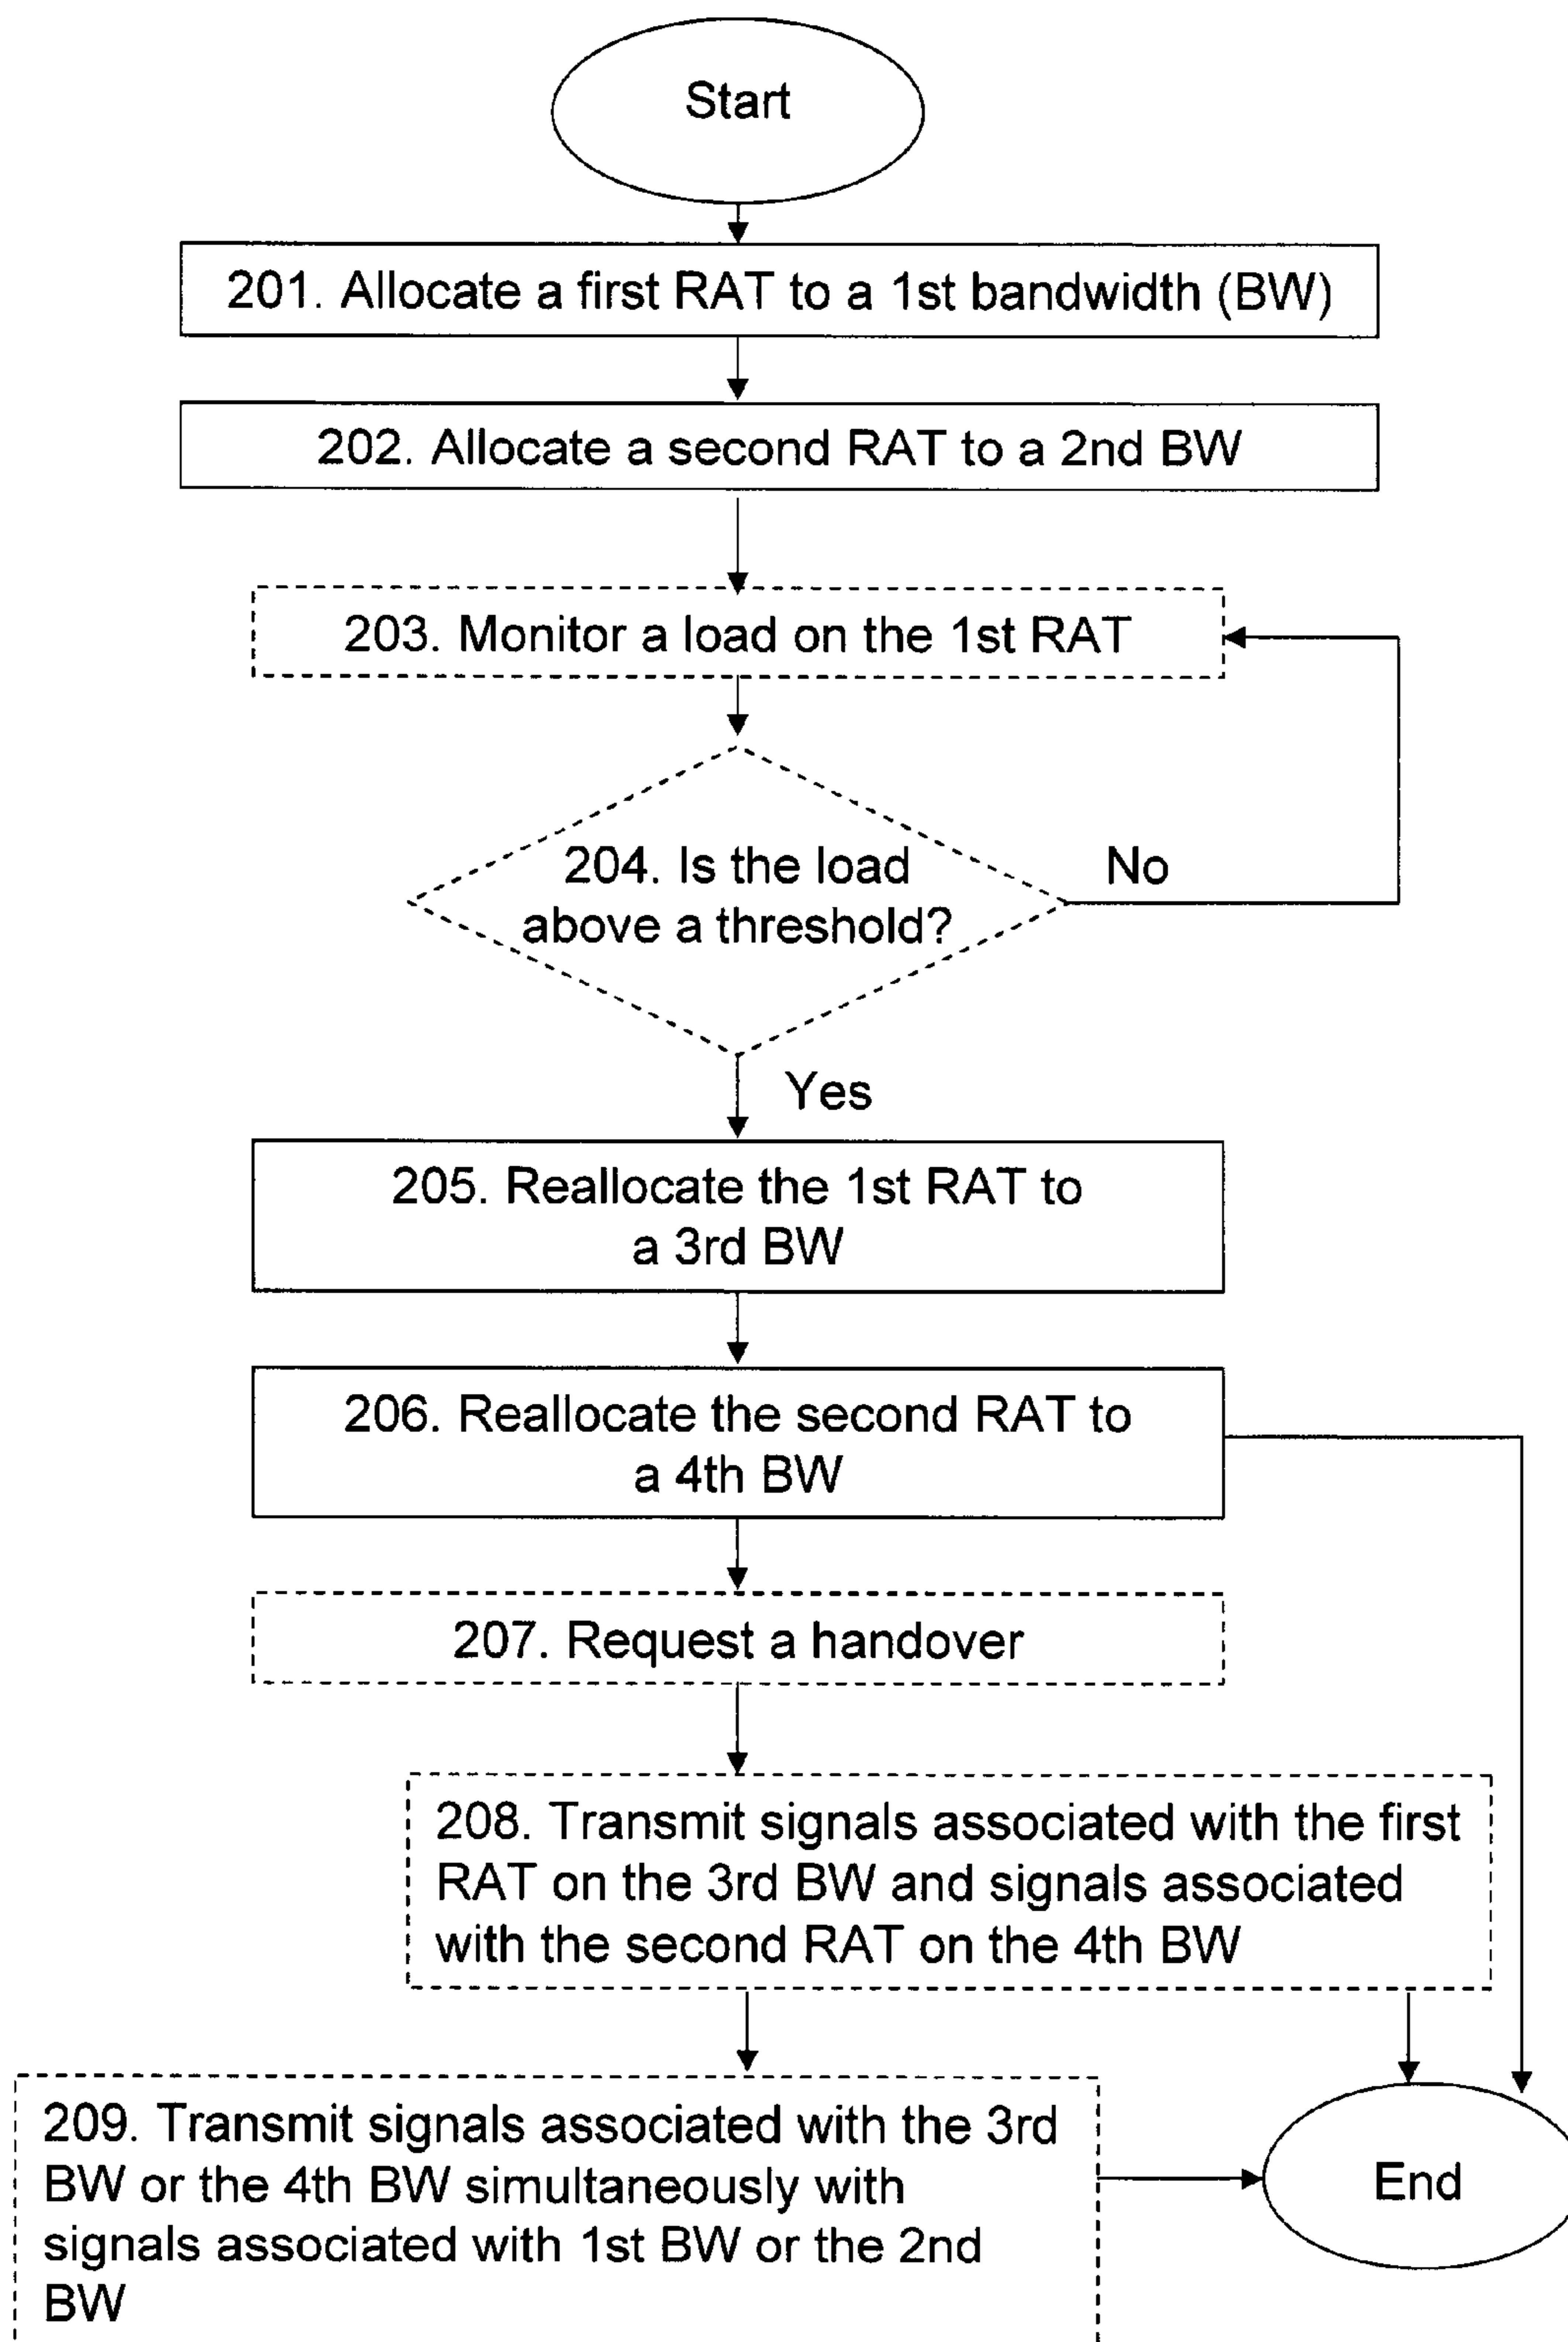 Start
201. Allocate a first RAT to a 1st bandwidth (BW)
202. Allocate a second RAT to a 2nd BW
203. Monitor a load on the 1st RAT
204. Is the load
above a threshold?
No
Yes
205. Reallocate the 1st RAT to
a 3rd BW
206. Reallocate the second RAT to
a 4th BW
207. Request a handover
208. Transmit signals associated with the first
RAT on the 3rd BW and signals associated
with the second RAT on the 4th BW
209. Transmit signals associated with the 3rd
BW or the 4th BW simultaneously with
signals associated with 1st BW or the 2nd
BW
End